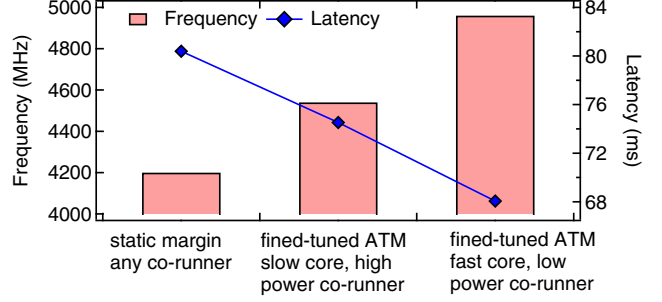 Frequency (MHz)
5000
4800
4600
4400
4200
4000
Frequency
Latency
84
80
76
72
68
Latency (ms)
static margin
any co-runner
fined-tuned ATM
slow core, high
power co-runner
fined-tuned ATM
fast core, low
power co-runner